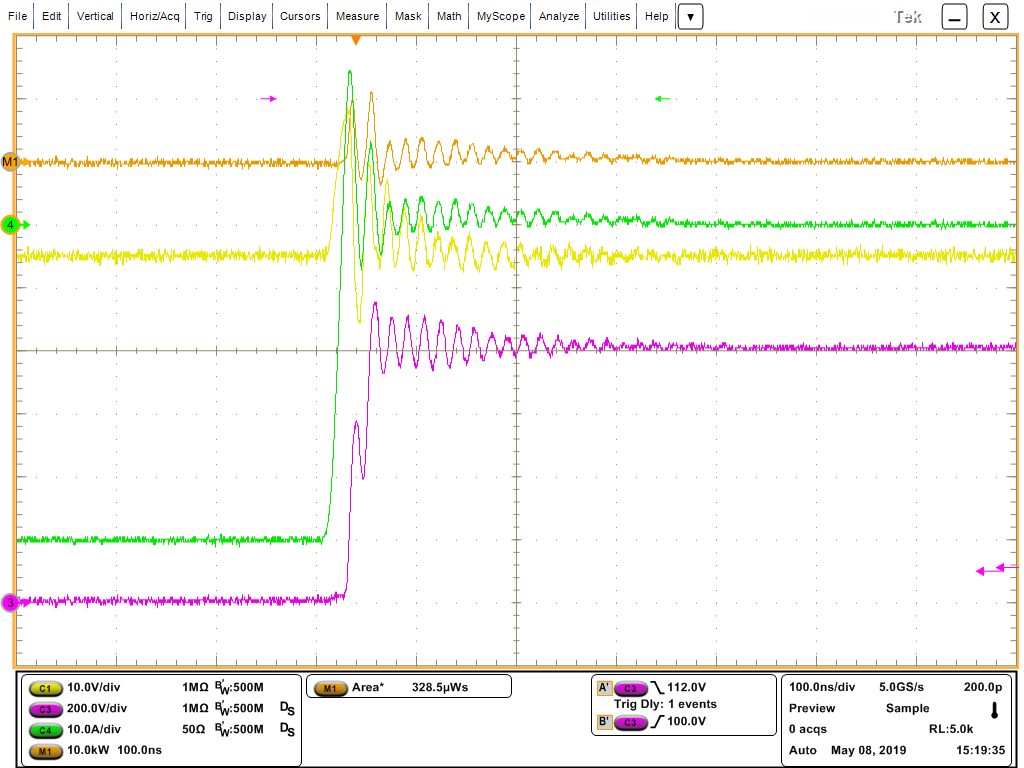 File Edit Vertical Horiz/Acq Trig Display Cursors Measure Mask Math MyScope Analyze Utilities Help ▼ Tek X
M1
4
3
C1 10.0V/div 1MΩ BW:500M
C3 200.0V/div 1MΩ BW:500M DS
C4 10.0A/div 50Ω BW:500M DS
M1 10.0kW 100.0ns
M1 Area* 328.5µWs
A' C3 112.0V
Trig Dly: 1 events
B' C3 100.0V
100.0ns/div 5.0GS/s 200.0p
Preview Sample
0 acqs RL:5.0k
Auto May 08, 2019 15:19:35